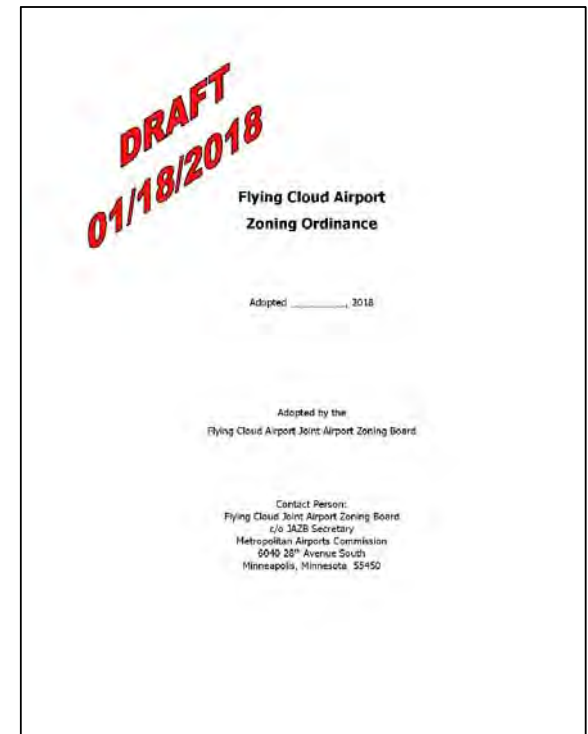 DRAFT
01/18/2018
Flying Cloud Airport
Zoning Ordinance
Adopted __________, 2018
Adopted by the
Flying Cloud Airport Joint Airport Zoning Board
Contact Person:
Flying Cloud Joint Airport Zoning Board
c/o JAZB Secretary
Metropolitan Airports Commission
6040 28th Avenue South
Minneapolis, Minnesota 55450